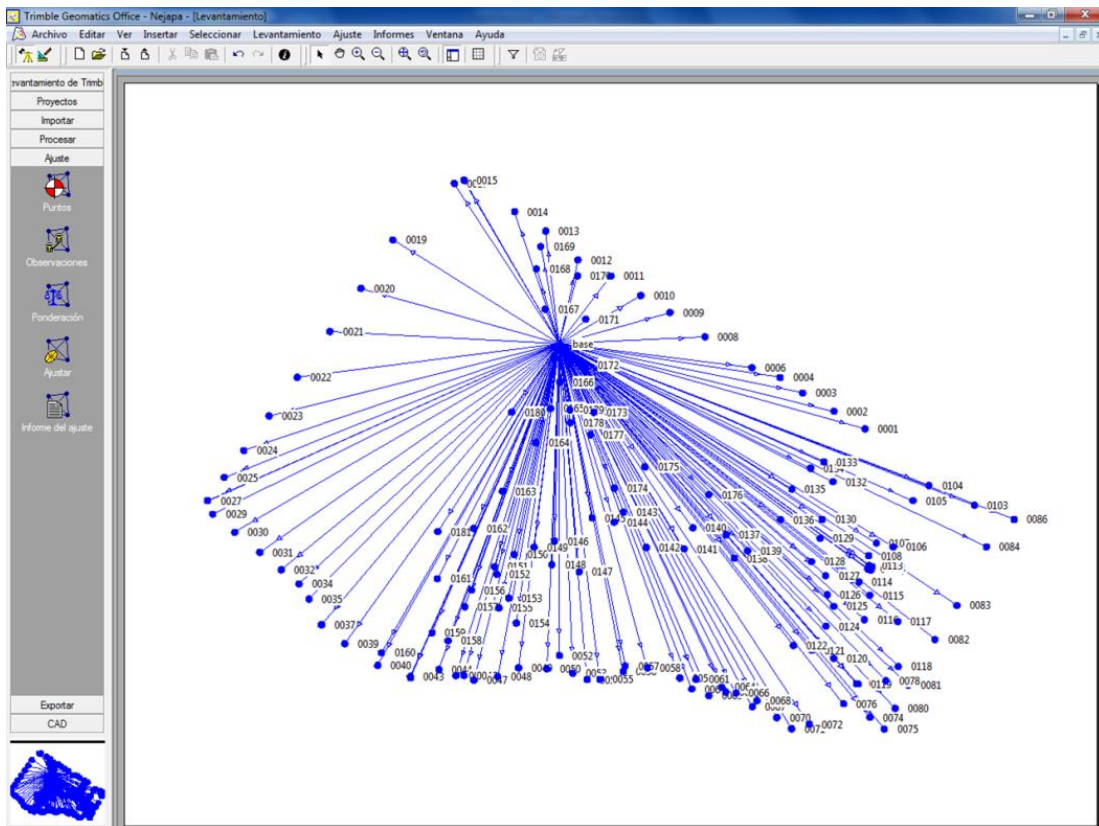 Trimble Geomatics Office - Nejapa - [Levantamiento]
Archivo Editar Ver Insertar Seleccionar Levantamiento Ajuste Informes Ventana Ayuda
Proyectos
Importar
Procesar
Ajuste
Puntos
Observaciones
Ponderación
Ajustar
Informe del ajuste
Exportar
CAD
0015
0014
0013
0019 0169
0012
0168 0011
0020 0010
0167 0009
0171
0021 base 0008
0172 0006
0022 0166 0004
0003
0023 0180 0173 0002
0178 0001
0177
0024 0164
0133
0025 0175 0132
0104
0163 0174 0176 0135
0027 0105
0029 0143 0103
0144 0136 0130 0086
0030 0181 0162 0140 0137
0129
0031 0149 0146 0142 0141 0139 0106 0084
0150 0138 0108
0032 0148 0128 0113
0152 0147
0034 0161 0127 0114
0035 0156 0153 0126 0115
0155 0125 0083
0037 0154 0124 0116 0117
0159
0039 0158 0082
0160 0052 0122
0040 0120
0048 0050 0058 0118
0043 0047 0055 0061 0119 0078 0081
0066
0068 0076 0080
0070 0074
0072 0075